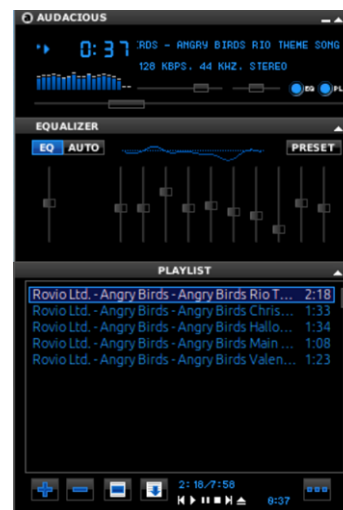 AUDACIOUS
0:37 RDS - ANGRY BIRDS RIO THEME SONG
128 KBPS, 44 KHZ, STEREO
EQ PL
EQUALIZER
EQ AUTO PRESET
PLAYLIST
Rovio Ltd. - Angry Birds - Angry Birds Rio T... 2:18
Rovio Ltd. - Angry Birds - Angry Birds Chris... 1:33
Rovio Ltd. - Angry Birds - Angry Birds Hallo... 1:34
Rovio Ltd. - Angry Birds - Angry Birds Main ... 1:08
Rovio Ltd. - Angry Birds - Angry Birds Valen... 1:23
2:18/7:58
0:37